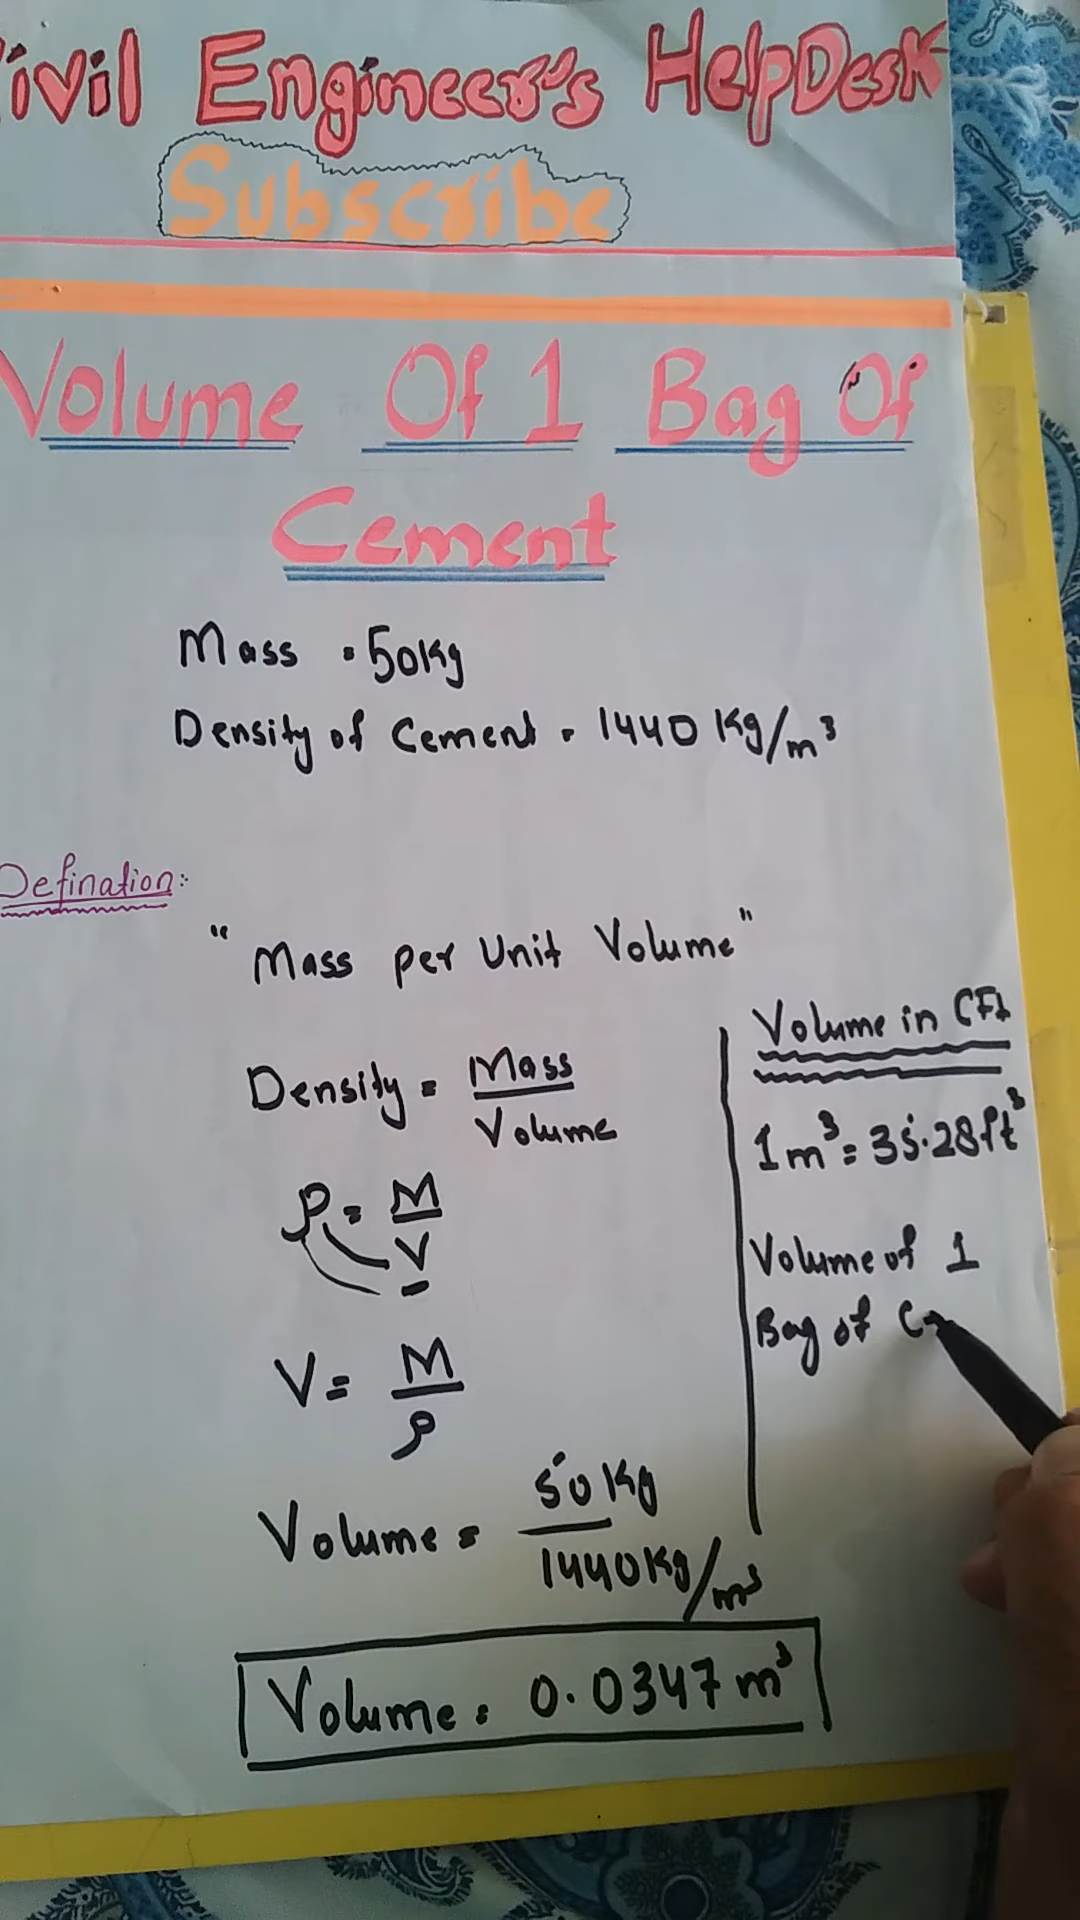 ivil Engineer's HelpDesk
Subscribe
Volume Of 1 Bag Of
Cement
Mass = 50Kg
Density of Cement = 1440 Kg/m³
Defination:
"Mass per Unit Volume"
Density = Mass
Volume
ρ = M
V
V = M
ρ
Volume = 50Kg
1440Kg/m³
Volume = 0.0347 m³
Volume in CFt
1m³ = 35.28ft³
Volume of 1
Bag of C